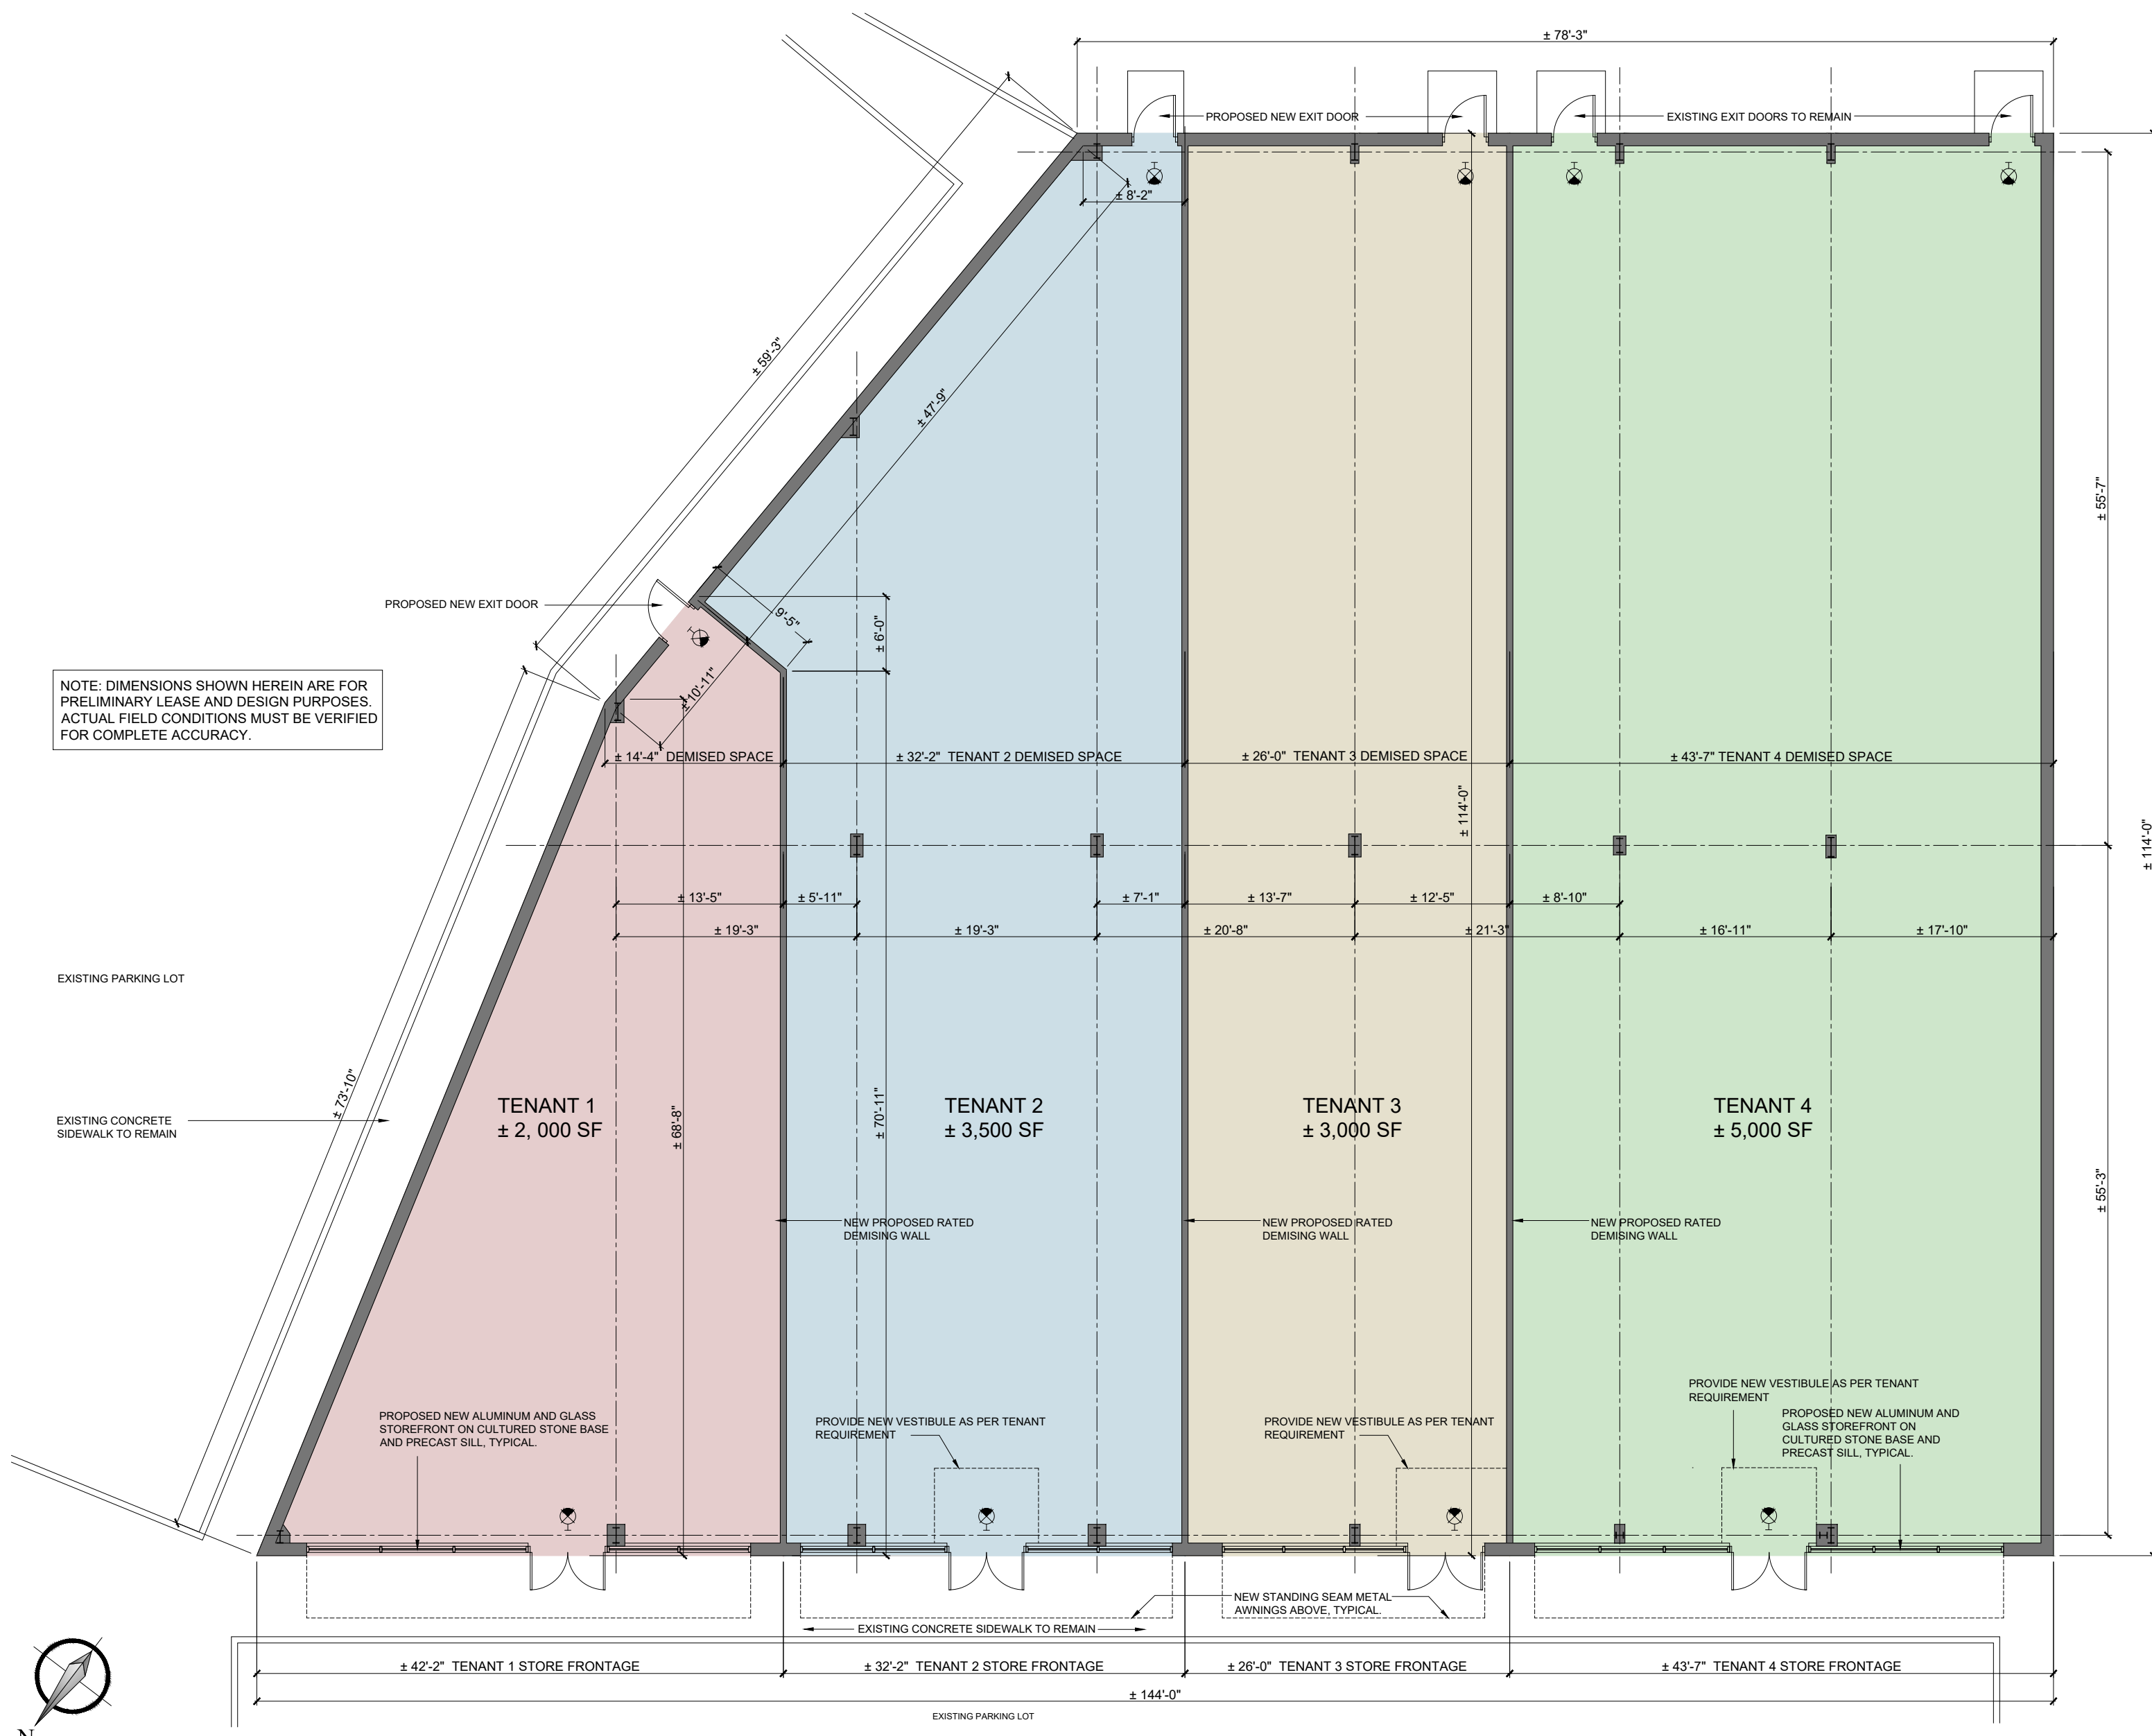 ± 78'-3"
PROPOSED NEW EXIT DOOR
EXISTING EXIT DOORS TO REMAIN
± 8'-2"
± 59'-3"
± 47'-9"
± 55'-7"
PROPOSED NEW EXIT DOOR
9'-5"
± 6'-0"
± 10'-11"
NOTE: DIMENSIONS SHOWN HEREIN ARE FOR
PRELIMINARY LEASE AND DESIGN PURPOSES.
ACTUAL FIELD CONDITIONS MUST BE VERIFIED
FOR COMPLETE ACCURACY.
± 14'-4" DEMISED SPACE
± 32'-2" TENANT 2 DEMISED SPACE
± 26'-0" TENANT 3 DEMISED SPACE
± 43'-7" TENANT 4 DEMISED SPACE
± 114'-0"
± 114'-0"
± 13'-5"
± 5'-11"
± 7'-1"
± 13'-7"
± 12'-5"
± 8'-10"
± 19'-3"
± 19'-3"
± 20'-8"
± 21'-3"
± 16'-11"
± 17'-10"
EXISTING PARKING LOT
± 73'-10"
EXISTING CONCRETE
SIDEWALK TO REMAIN
TENANT 1
± 2, 000 SF
± 68'-8"
± 70'-11"
TENANT 2
± 3,500 SF
TENANT 3
± 3,000 SF
TENANT 4
± 5,000 SF
± 55'-3"
NEW PROPOSED RATED
DEMISING WALL
NEW PROPOSED RATED
DEMISING WALL
NEW PROPOSED RATED
DEMISING WALL
PROPOSED NEW ALUMINUM AND GLASS
STOREFRONT ON CULTURED STONE BASE
AND PRECAST SILL, TYPICAL.
PROVIDE NEW VESTIBULE AS PER TENANT
REQUIREMENT
PROVIDE NEW VESTIBULE AS PER TENANT
REQUIREMENT
PROVIDE NEW VESTIBULE AS PER TENANT
REQUIREMENT
PROPOSED NEW ALUMINUM AND
GLASS STOREFRONT ON
CULTURED STONE BASE AND
PRECAST SILL, TYPICAL.
NEW STANDING SEAM METAL
AWNINGS ABOVE, TYPICAL.
EXISTING CONCRETE SIDEWALK TO REMAIN
± 42'-2" TENANT 1 STORE FRONTAGE
± 32'-2" TENANT 2 STORE FRONTAGE
± 26'-0" TENANT 3 STORE FRONTAGE
± 43'-7" TENANT 4 STORE FRONTAGE
± 144'-0"
EXISTING PARKING LOT
N